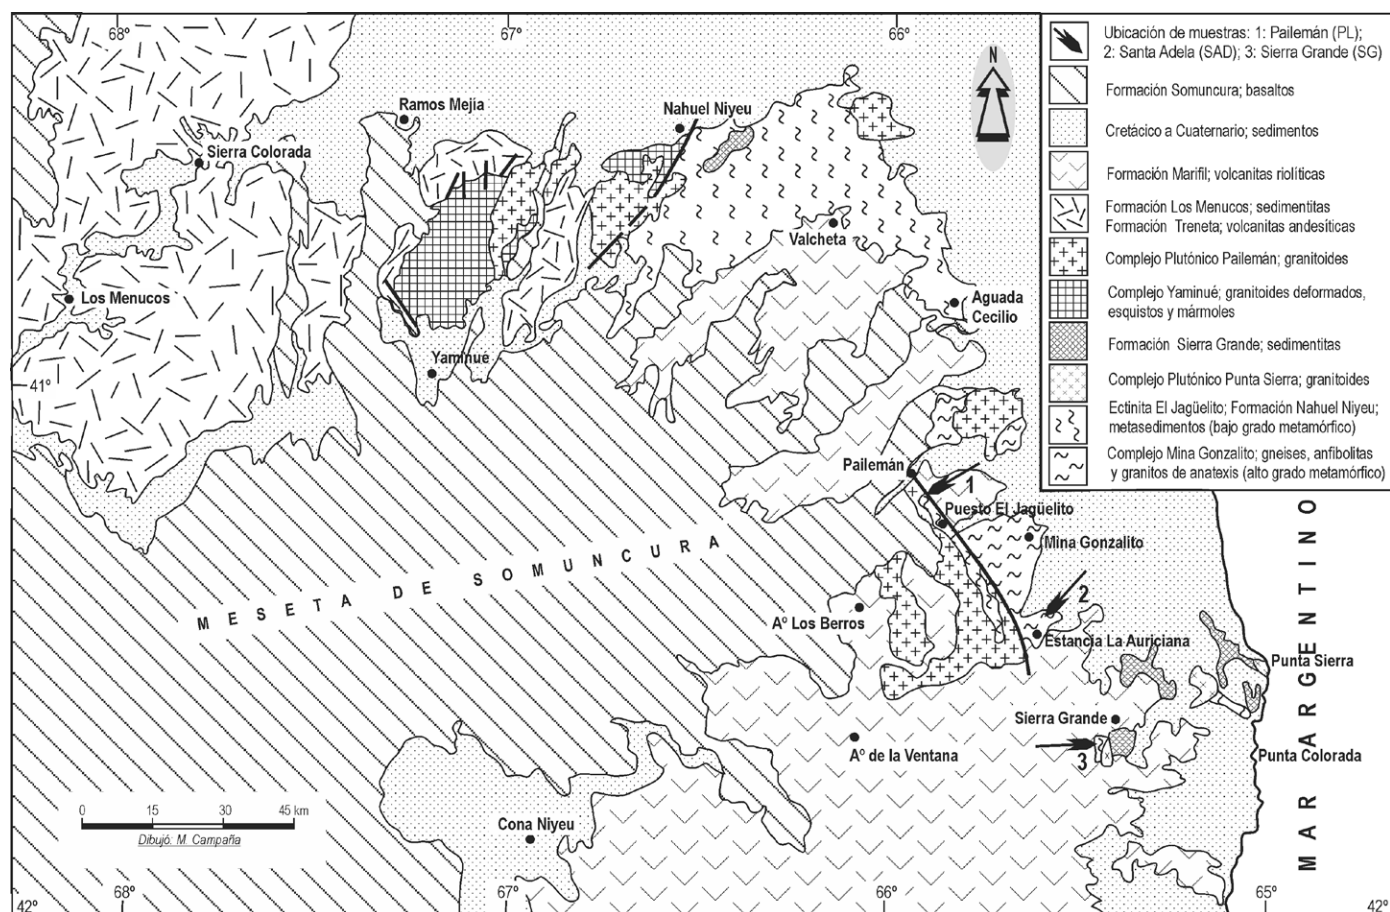 68º
67º
66º
N
Ubicación de muestras: 1: Pailemán (PL);
2: Santa Adela (SAD); 3: Sierra Grande (SG)
Formación Somuncura; basaltos
Cretácico a Cuaternario; sedimentos
Formación Marifil; volcanitas riolíticas
Formación Los Menucos; sedimentitas
Formación Treneta; volcanitas andesíticas
Complejo Plutónico Pailemán; granitoides
Complejo Yaminué; granitoides deformados,
esquistos y mármoles
Formación Sierra Grande; sedimentitas
Complejo Plutónico Punta Sierra; granitoides
Ectinita El Jagüelito; Formación Nahuel Niyeu;
metasedimentos (bajo grado metamórfico)
Complejo Mina Gonzalito; gneises, anfibolitas
y granitos de anatexis (alto grado metamórfico)
Ramos Mejía
Nahuel Niyeu
Sierra Colorada
Valcheta
Los Menucos
Aguada
Cecilio
Yaminué
41º
Pailemán
1
Puesto El Jagüelito
Mina Gonzalito
MESETA DE SOMUNCURA
2
Aº Los Berros
Estancia La Auriciana
Punta Sierra
Sierra Grande
Aº de la Ventana
3
Punta Colorada
MAR ARGENTINO
0 15 30 45 km
Dibujó: M. Campaña
Cona Niyeu
42º
68º
67º
66º
65º
42º